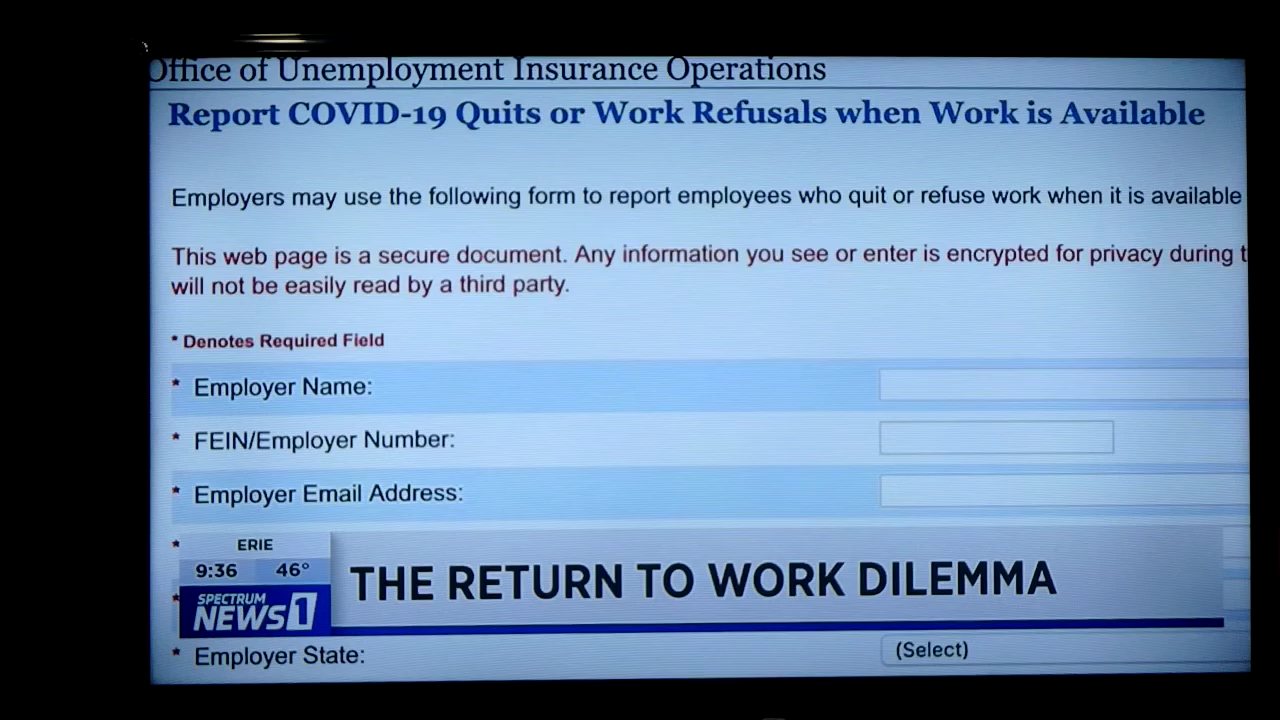 Office of Unemployment Insurance Operations
Report COVID-19 Quits or Work Refusals when Work is Available
Employers may use the following form to report employees who quit or refuse work when it is available
This web page is a secure document. Any information you see or enter is encrypted for privacy during t
will not be easily read by a third party.
* Denotes Required Field
* Employer Name:
* FEIN/Employer Number:
* Employer Email Address:
*
ERIE
9:36 46°
THE RETURN TO WORK DILEMMA
*
SPECTRUM
NEWS 1
* Employer State:
(Select)